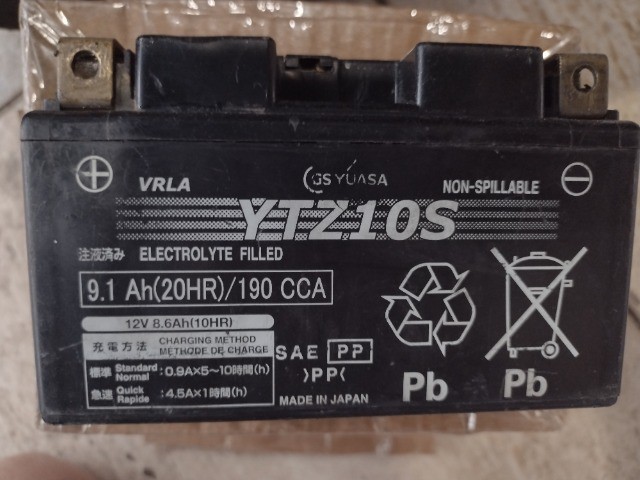 VRLA
GS YUASA
NON-SPILLABLE
YTZ10S
注液済み ELECTROLYTE FILLED
9.1 Ah(20HR)/190 CCA
12V 8.6Ah(10HR)
充電方法 CHARGING METHOD
METHODE DE CHARGE
標準 Standard Normal :0.9A×5~10時間(h)
急速 Quick Rapide :4.5A×1時間(h)
SAE PP
>PP<
MADE IN JAPAN
Pb
Pb